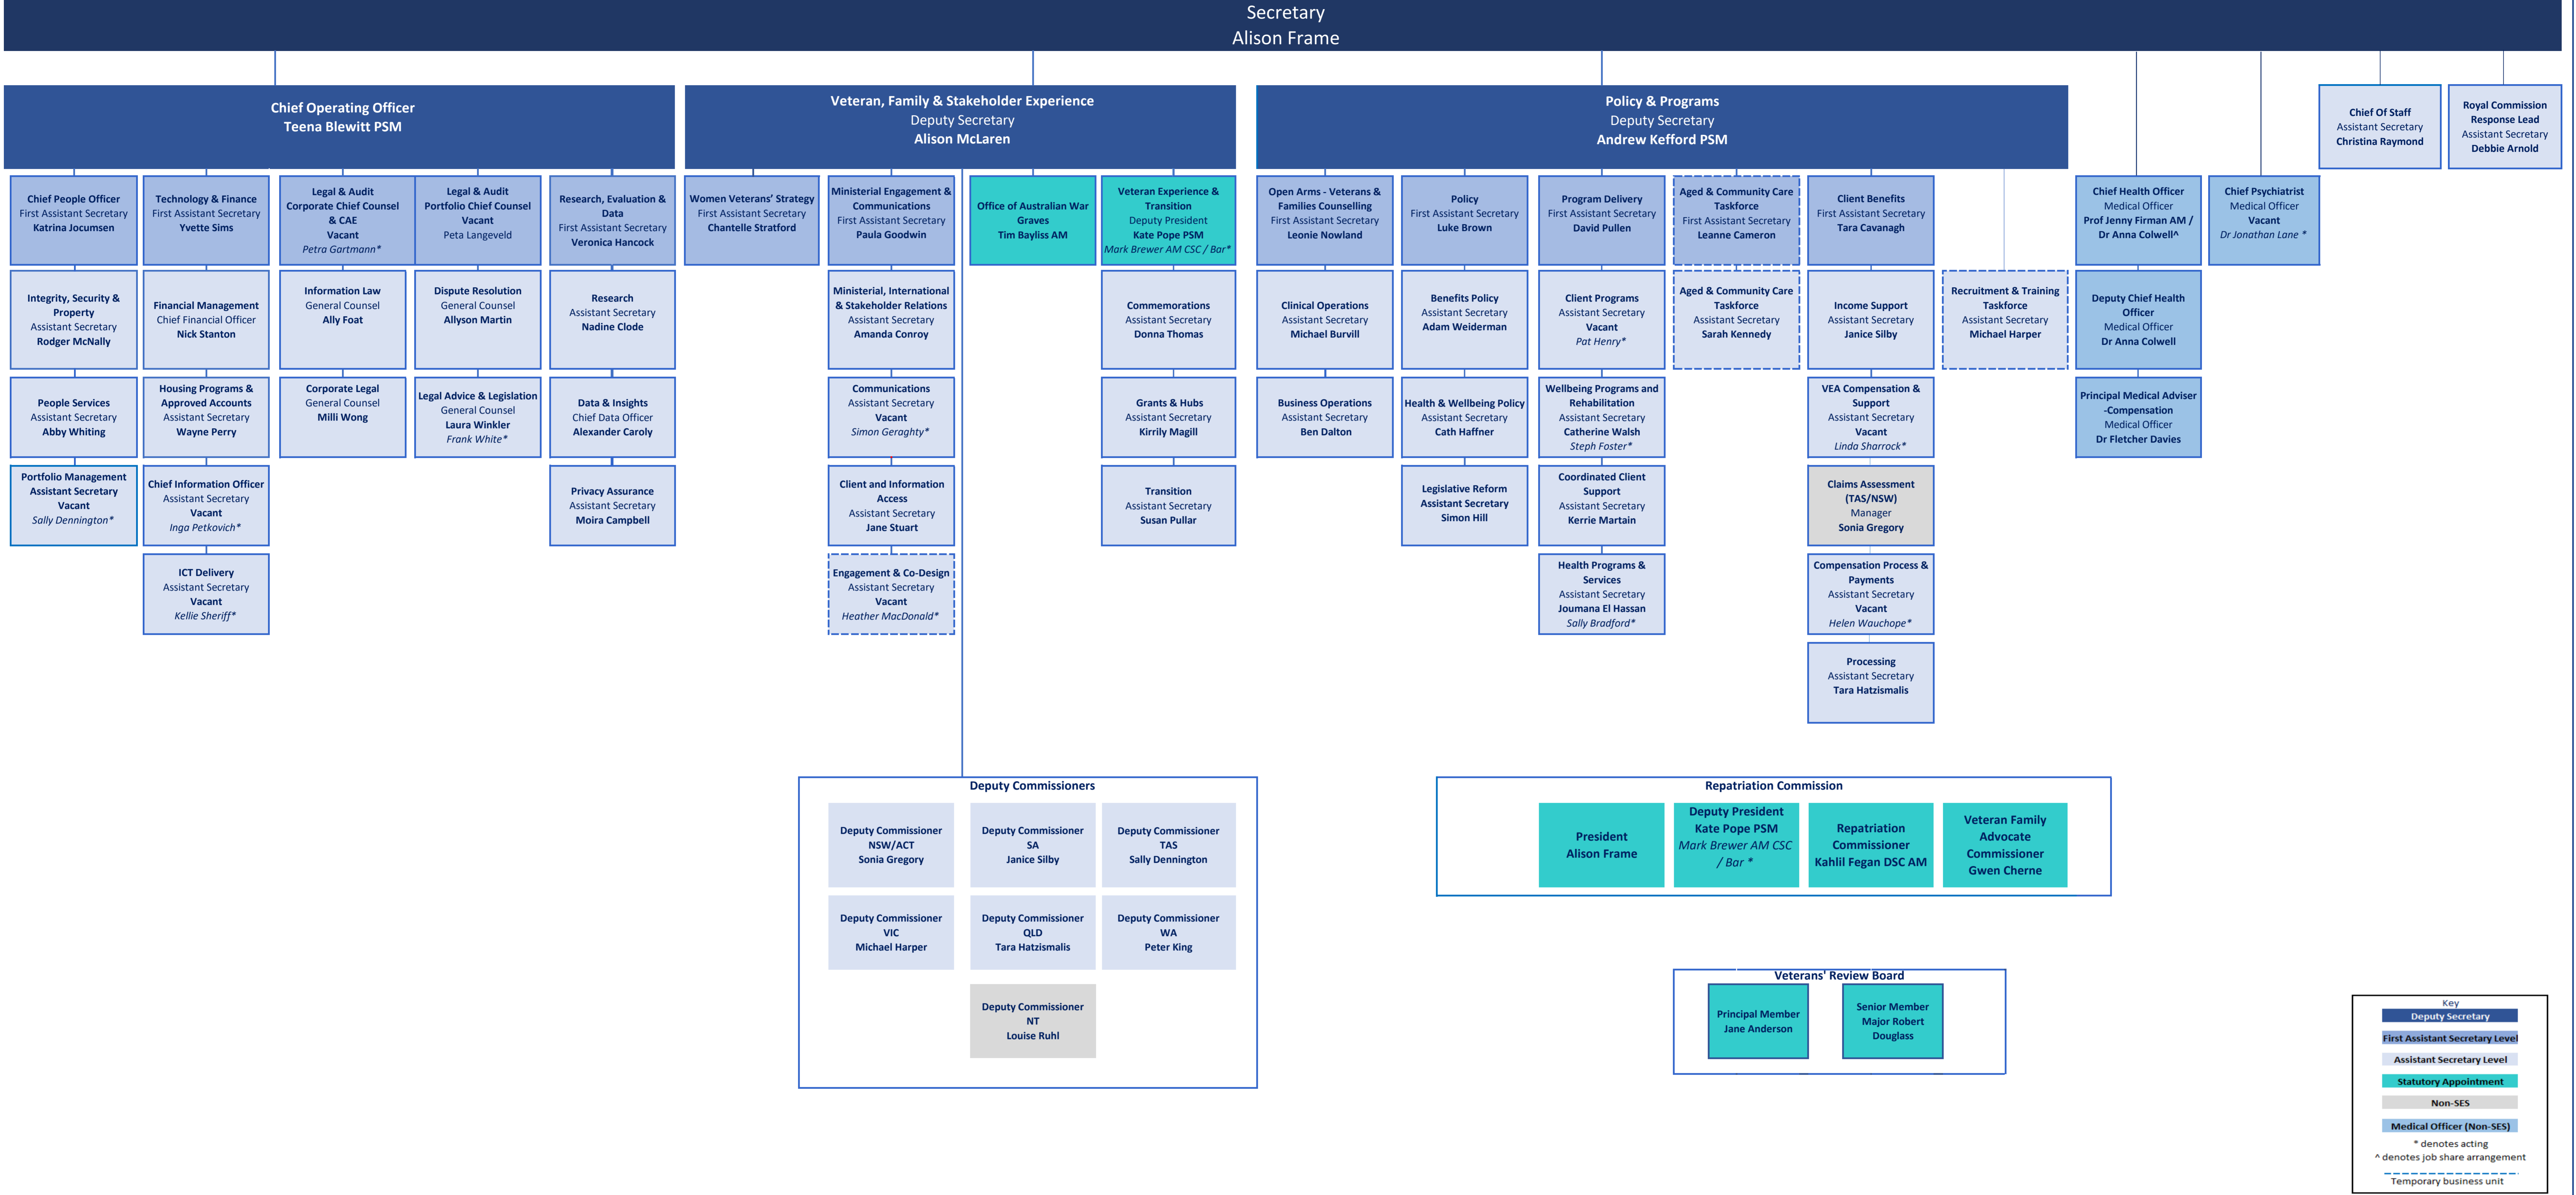 Secretary
Alison Frame
Chief Operating Officer
Teena Blewitt PSM
Veteran, Family & Stakeholder Experience
Deputy Secretary
Alison McLaren
Policy & Programs
Deputy Secretary
Andrew Kefford PSM
Chief Of Staff
Assistant Secretary
Christina Raymond
Royal Commission
Response Lead
Assistant Secretary
Debbie Arnold
Chief People Officer
First Assistant Secretary
Katrina Jocumsen
Technology & Finance
First Assistant Secretary
Yvette Sims
Legal & Audit
Corporate Chief Counsel
& CAE
Vacant
Petra Gartmann*
Legal & Audit
Portfolio Chief Counsel
Vacant
Peta Langeveld
Research, Evaluation &
Data
First Assistant Secretary
Veronica Hancock
Women Veterans' Strategy
First Assistant Secretary
Chantelle Stratford
Ministerial Engagement &
Communications
First Assistant Secretary
Paula Goodwin
Office of Australian War
Graves
Tim Bayliss AM
Veteran Experience &
Transition
Deputy President
Kate Pope PSM
Mark Brewer AM CSC / Bar*
Open Arms - Veterans &
Families Counselling
First Assistant Secretary
Leonie Nowland
Policy
First Assistant Secretary
Luke Brown
Program Delivery
First Assistant Secretary
David Pullen
Aged & Community Care
Taskforce
First Assistant Secretary
Leanne Cameron
Client Benefits
First Assistant Secretary
Tara Cavanagh
Chief Health Officer
Medical Officer
Prof Jenny Firman AM /
Dr Anna Colwell^
Chief Psychiatrist
Medical Officer
Vacant
Dr Jonathan Lane *
Integrity, Security &
Property
Assistant Secretary
Rodger McNally
Financial Management
Chief Financial Officer
Nick Stanton
Information Law
General Counsel
Ally Foat
Dispute Resolution
General Counsel
Allyson Martin
Research
Assistant Secretary
Nadine Clode
Ministerial, International
& Stakeholder Relations
Assistant Secretary
Amanda Conroy
Commemorations
Assistant Secretary
Donna Thomas
Clinical Operations
Assistant Secretary
Michael Burvill
Benefits Policy
Assistant Secretary
Adam Weiderman
Client Programs
Assistant Secretary
Vacant
Pat Henry*
Aged & Community Care
Taskforce
Assistant Secretary
Sarah Kennedy
Income Support
Assistant Secretary
Janice Silby
Recruitment & Training
Taskforce
Assistant Secretary
Michael Harper
Deputy Chief Health
Officer
Medical Officer
Dr Anna Colwell
People Services
Assistant Secretary
Abby Whiting
Housing Programs &
Approved Accounts
Assistant Secretary
Wayne Perry
Corporate Legal
General Counsel
Milli Wong
Legal Advice & Legislation
General Counsel
Laura Winkler
Frank White*
Data & Insights
Chief Data Officer
Alexander Caroly
Communications
Assistant Secretary
Vacant
Simon Geraghty*
Grants & Hubs
Assistant Secretary
Kirrily Magill
Business Operations
Assistant Secretary
Ben Dalton
Health & Wellbeing Policy
Assistant Secretary
Cath Haffner
Wellbeing Programs and
Rehabilitation
Assistant Secretary
Catherine Walsh
Steph Foster*
VEA Compensation &
Support
Assistant Secretary
Vacant
Linda Sharrock*
Principal Medical Adviser
-Compensation
Medical Officer
Dr Fletcher Davies
Portfolio Management
Assistant Secretary
Vacant
Sally Dennington*
Chief Information Officer
Assistant Secretary
Vacant
Inga Petkovich*
Privacy Assurance
Assistant Secretary
Moira Campbell
Client and Information
Access
Assistant Secretary
Jane Stuart
Transition
Assistant Secretary
Susan Pullar
Legislative Reform
Assistant Secretary
Simon Hill
Coordinated Client
Support
Assistant Secretary
Kerrie Martain
Claims Assessment
(TAS/NSW)
Manager
Sonia Gregory
ICT Delivery
Assistant Secretary
Vacant
Kellie Sheriff*
Engagement & Co-Design
Assistant Secretary
Vacant
Heather MacDonald*
Health Programs &
Services
Assistant Secretary
Joumana El Hassan
Sally Bradford*
Compensation Process &
Payments
Assistant Secretary
Vacant
Helen Wauchope*
Processing
Assistant Secretary
Tara Hatzismalis
Deputy Commissioners
Deputy Commissioner
NSW/ACT
Sonia Gregory
Deputy Commissioner
SA
Janice Silby
Deputy Commissioner
TAS
Sally Dennington
Deputy Commissioner
VIC
Michael Harper
Deputy Commissioner
QLD
Tara Hatzismalis
Deputy Commissioner
WA
Peter King
Deputy Commissioner
NT
Louise Ruhl
Repatriation Commission
President
Alison Frame
Deputy President
Kate Pope PSM
Mark Brewer AM CSC
/ Bar *
Repatriation
Commissioner
Kahlil Fegan DSC AM
Veteran Family
Advocate
Commissioner
Gwen Cherne
Veterans' Review Board
Principal Member
Jane Anderson
Senior Member
Major Robert
Douglass
Key
Deputy Secretary
First Assistant Secretary Level
Assistant Secretary Level
Statutory Appointment
Non-SES
Medical Officer (Non-SES)
* denotes acting
^ denotes job share arrangement
Temporary business unit